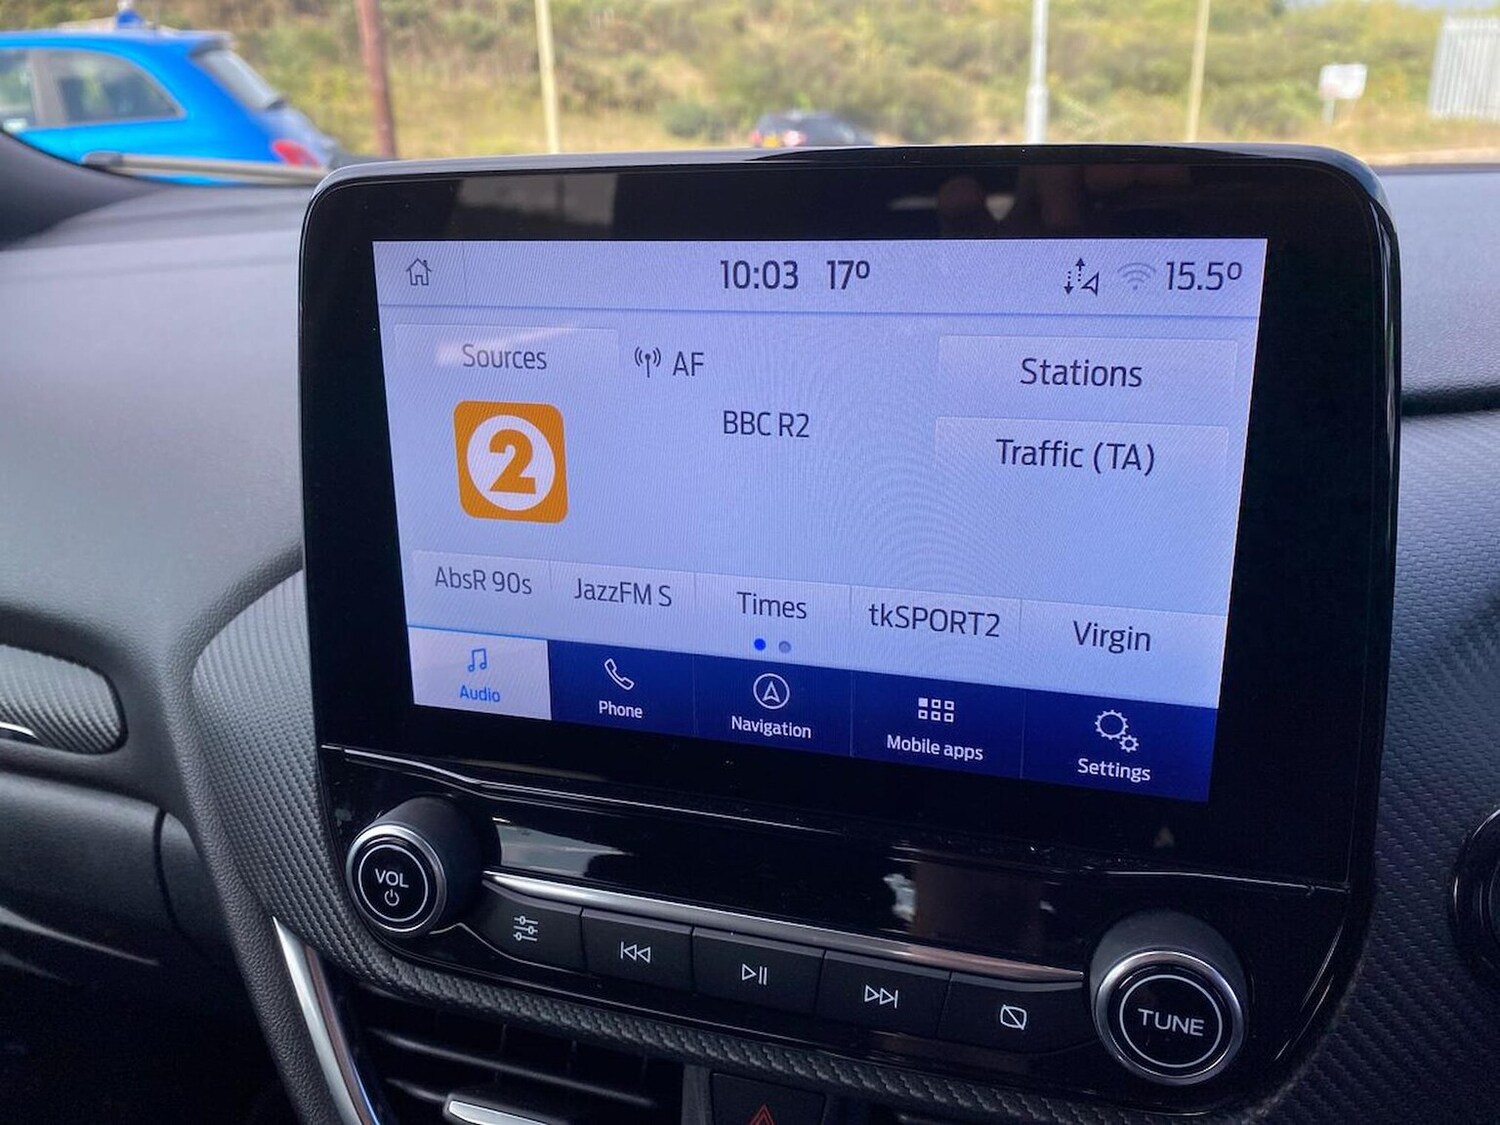 10:03 17º 15.5º
Sources AF Stations
BBC R2
2
Traffic (TA)
AbsR 90s JazzFM S Times tkSPORT2 Virgin
Audio Phone Navigation Mobile apps Settings
VOL
TUNE